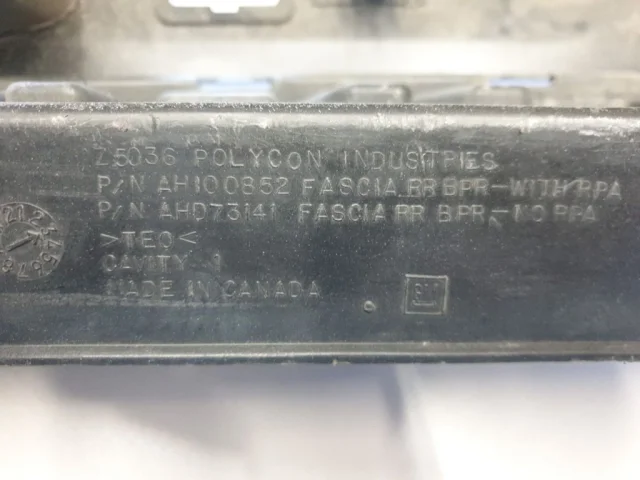 Z5036 POLYCON INDUSTRIES
P/N AH100852 FASCIA RR BPR-WITH RPA
P/N AHD73141 FASCIA RR BPR-NO RPA
>TEO<
CAVITY 1
MADE IN CANADA
GM